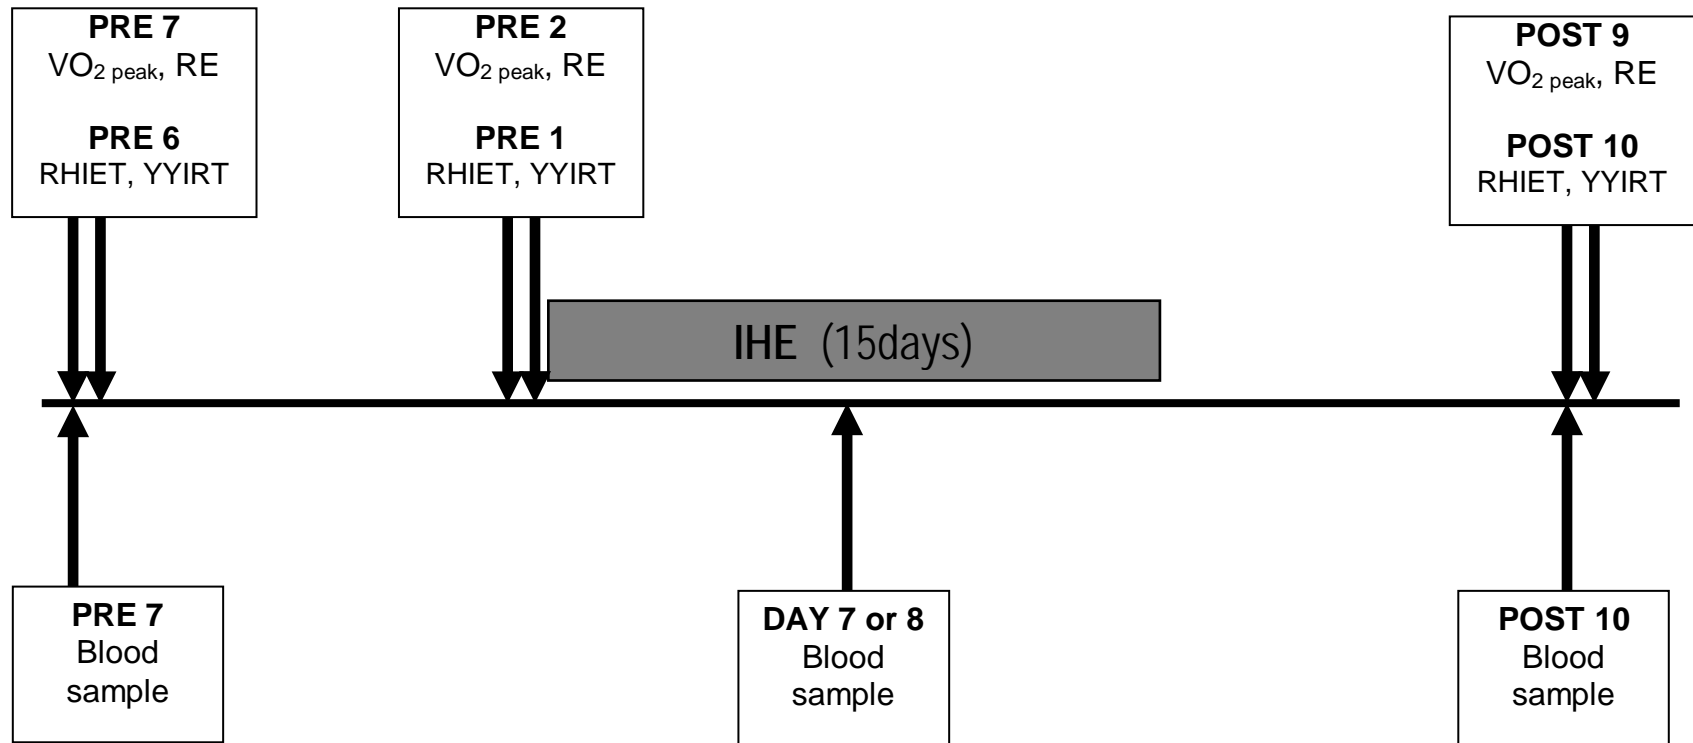 PRE 7
VO2 peak, RE
PRE 6
RHIET, YYIRT
PRE 2
VO2 peak, RE
PRE 1
RHIET, YYIRT
POST 9
VO2 peak, RE
POST 10
RHIET, YYIRT
IHE (15days)
PRE 7
Blood
sample
DAY 7 or 8
Blood
sample
POST 10
Blood
sample